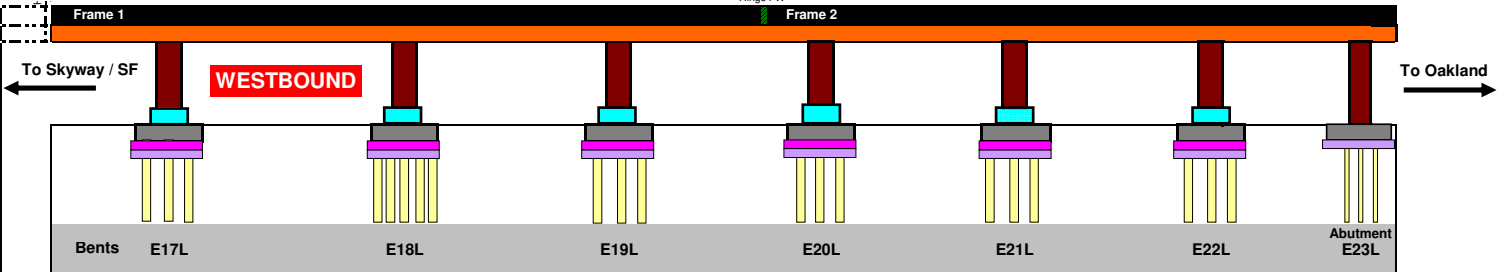 Frame 1
Frame 2
To Skyway / SF
WESTBOUND
To Oakland
Bents
E17L
E18L
E19L
E20L
E21L
E22L
Abutment
E23L